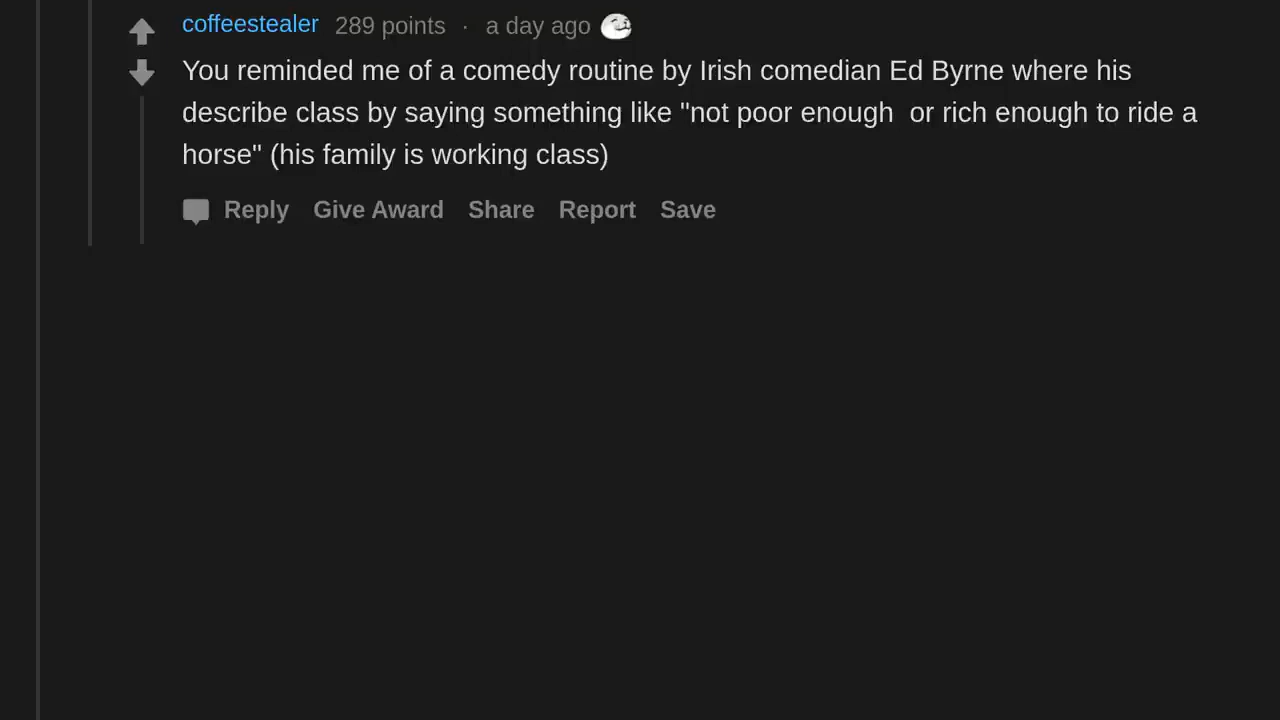 coffeestealer 289 points · a day ago
You reminded me of a comedy routine by Irish comedian Ed Byrne where his
describe class by saying something like "not poor enough  or rich enough to ride a
horse" (his family is working class)
Reply Give Award Share Report Save